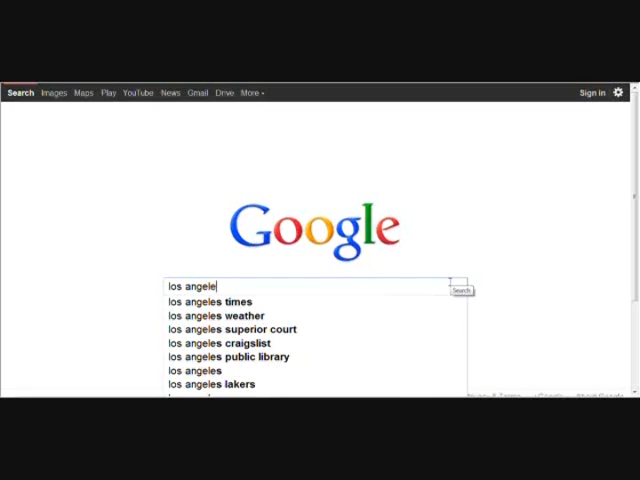 Search Images Maps Play YouTube News Gmail Drive More Sign in
Google
los angele
Search
los angeles times
los angeles weather
los angeles superior court
los angeles craigslist
los angeles public library
los angeles
los angeles lakers